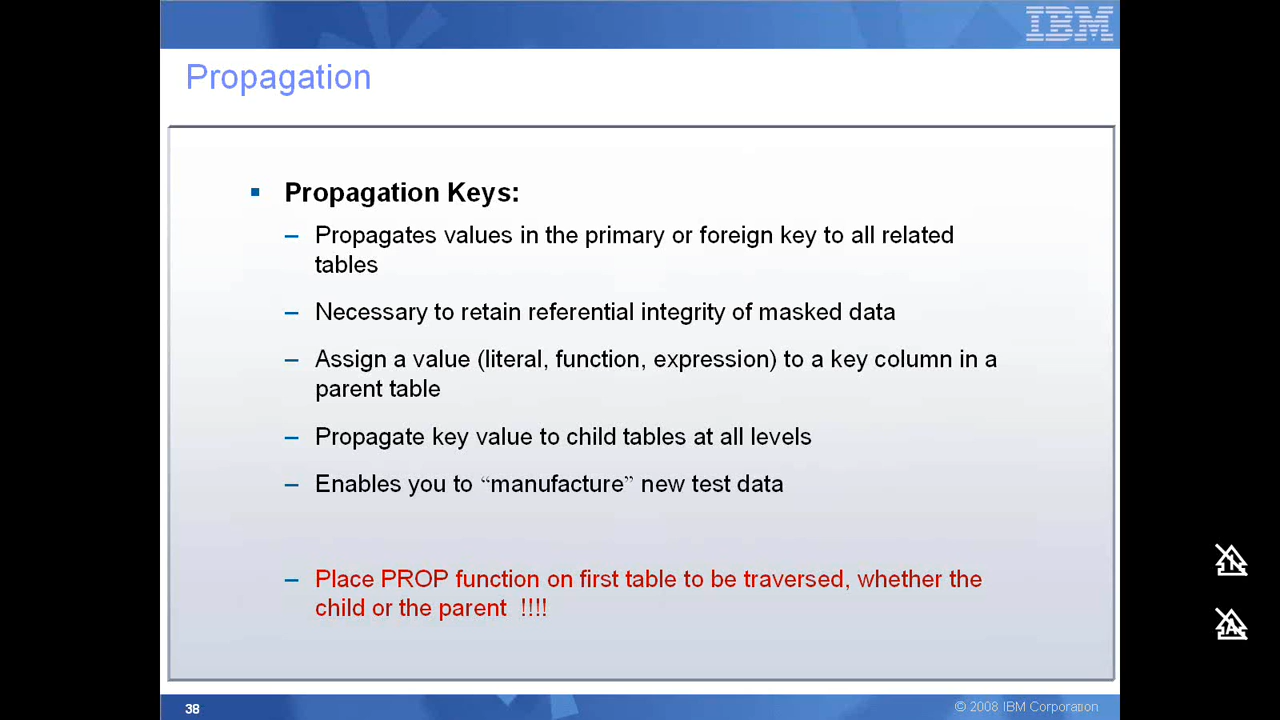 IBM
Propagation
Propagation Keys:
– Propagates values in the primary or foreign key to all related
tables
– Necessary to retain referential integrity of masked data
– Assign a value (literal, function, expression) to a key column in a
parent table
– Propagate key value to child tables at all levels
– Enables you to “manufacture” new test data
– Place PROP function on first table to be traversed, whether the
child or the parent !!!!
38
© 2008 IBM Corporation